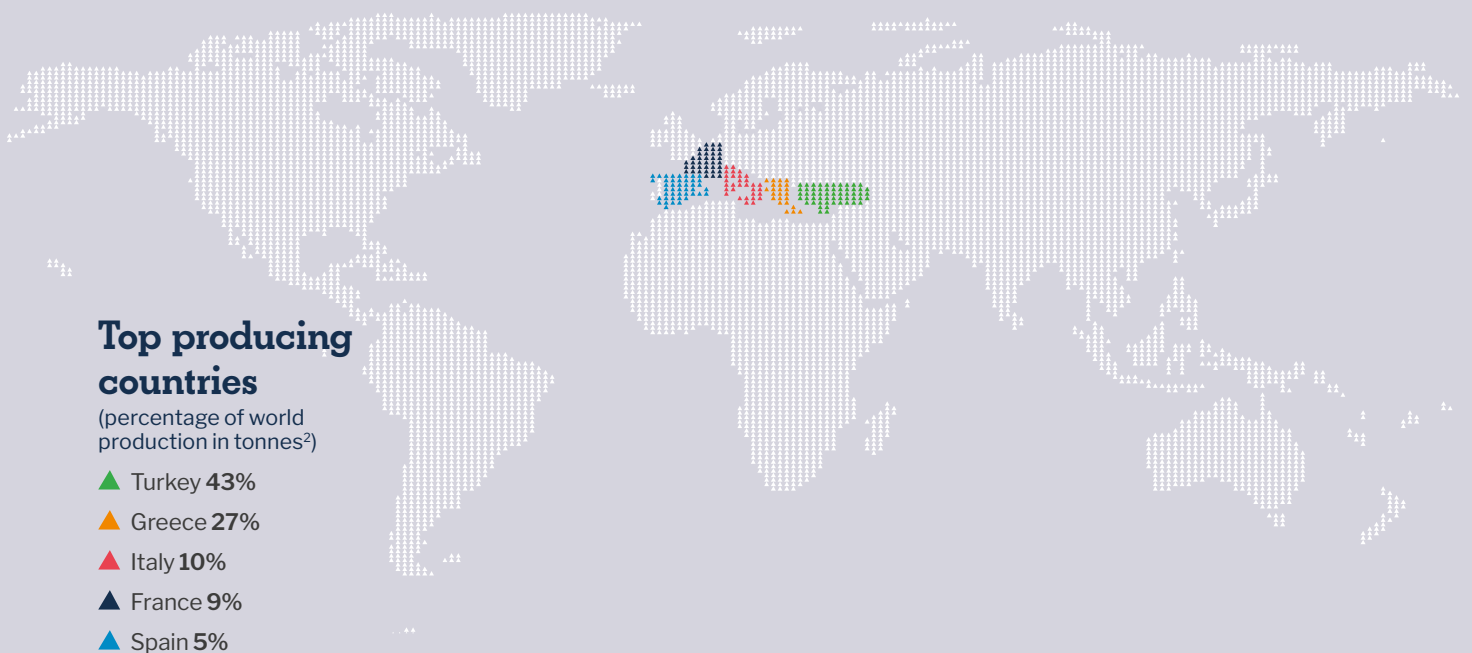 Top producing
countries
(percentage of world
production in tonnes²)
Turkey 43%
Greece 27%
Italy 10%
France 9%
Spain 5%